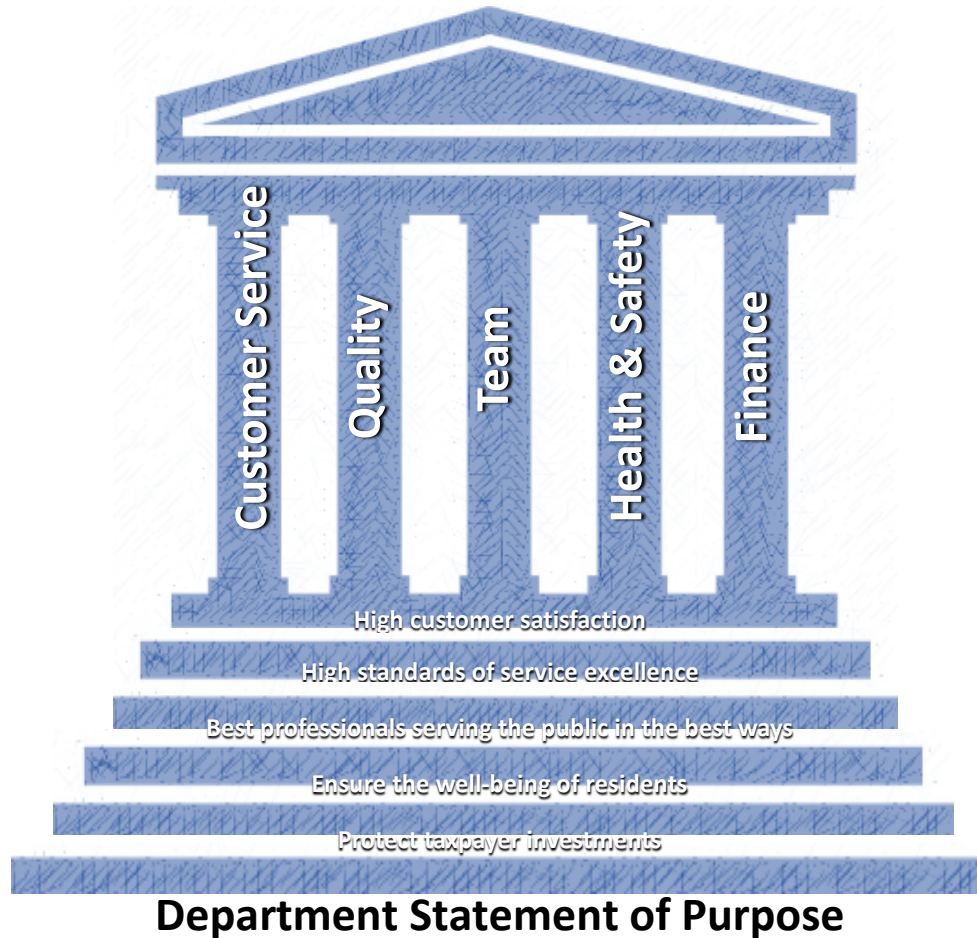 Customer Service
Quality
Team
Health & Safety
Finance
High customer satisfaction
High standards of service excellence
Best professionals serving the public in the best ways
Ensure the well-being of residents
Protect taxpayer investments
Department Statement of Purpose